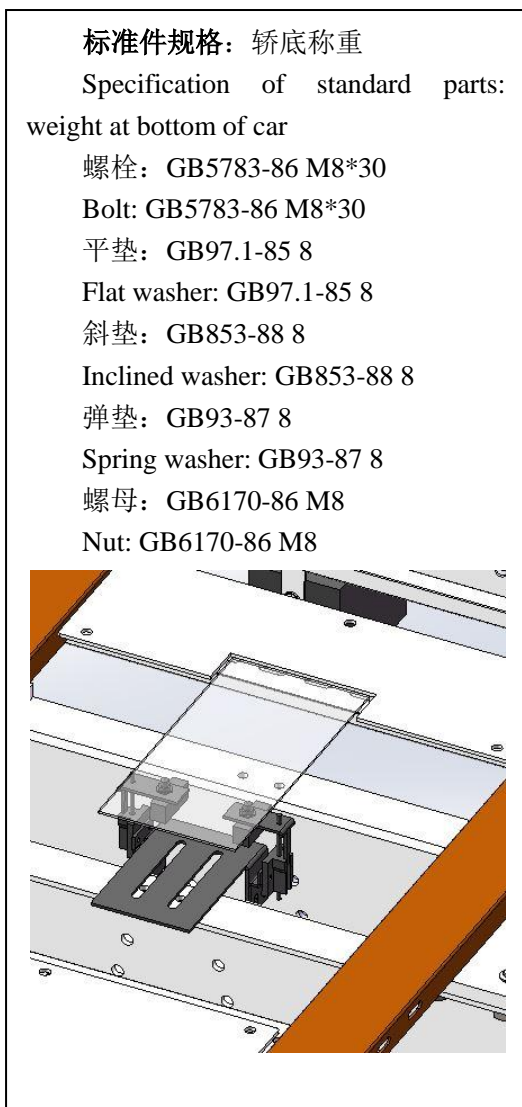 标准件规格：轿底称重
Specification of standard parts:
weight at bottom of car
螺栓：GB5783-86 M8*30
Bolt: GB5783-86 M8*30
平垫：GB97.1-85 8
Flat washer: GB97.1-85 8
斜垫：GB853-88 8
Inclined washer: GB853-88 8
弹垫：GB93-87 8
Spring washer: GB93-87 8
螺母：GB6170-86 M8
Nut: GB6170-86 M8